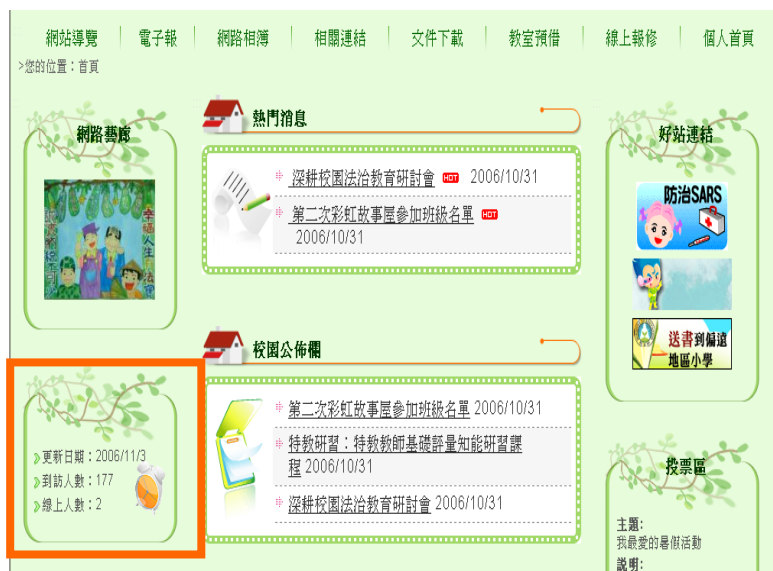 網站導覽 電子報 網路相簿 相關連結 文件下載 教室預借 線上報修 個人首頁
>您的位置：首頁
網路藝廊
熱門消息
深耕校園法治教育研討會 HOT 2006/10/31
第二次彩虹故事屋參加班級名單 HOT
2006/10/31
校園公佈欄
第二次彩虹故事屋參加班級名單 2006/10/31
特教研習：特教教師基礎評量知能研習課
程 2006/10/31
深耕校園法治教育研討會 2006/10/31
更新日期：2006/11/3
到訪人數：177
線上人數：2
好站連結
防治SARS
送書到偏遠
地區小學
投票區
主題:
我最愛的暑假活動
說明: